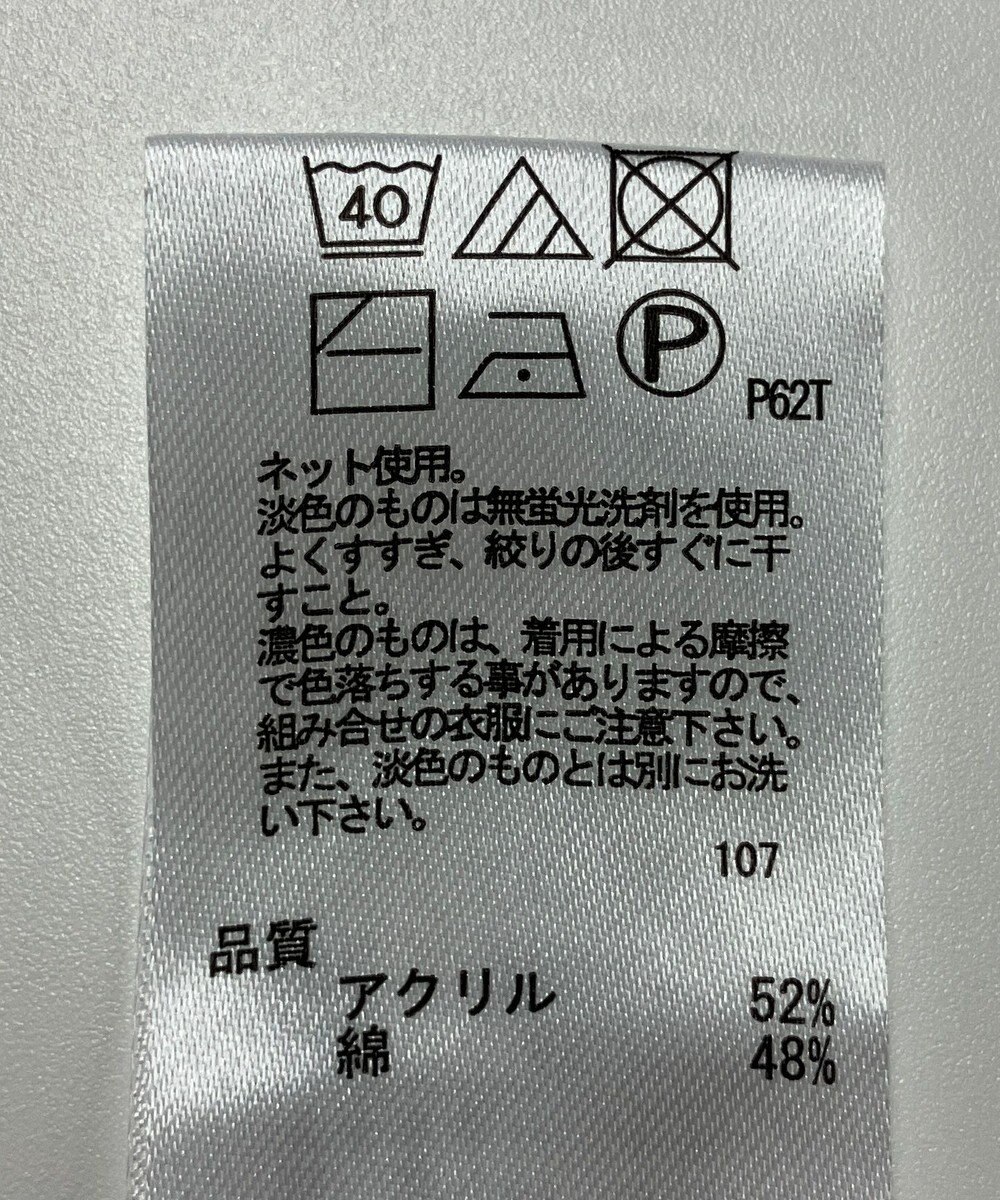 40
P
P62T
ネット使用。
淡色のものは無蛍光洗剤を使用。
よくすすぎ、絞りの後すぐに干
すこと。
濃色のものは、着用による摩擦
で色落ちする事がありますので、
組み合せの衣服にご注意下さい。
また、淡色のものとは別にお洗
い下さい。
107
品質
アクリル 52%
綿 48%